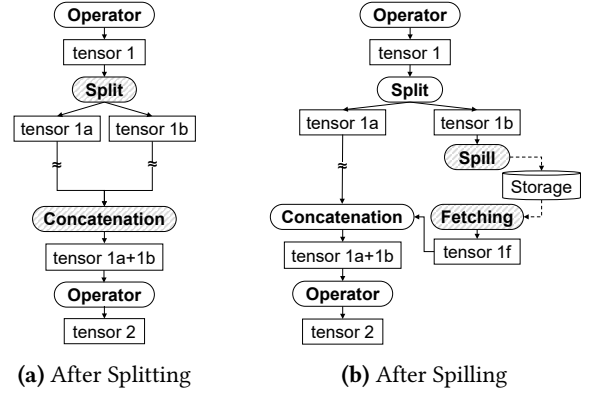 Operator
tensor 1
Split
tensor 1a
tensor 1b
≈
≈
Concatenation
tensor 1a+1b
Operator
tensor 2
(a) After Splitting
Operator
tensor 1
Split
tensor 1a
tensor 1b
Spill
≈
Storage
Concatenation
Fetching
tensor 1a+1b
tensor 1f
Operator
tensor 2
(b) After Spilling